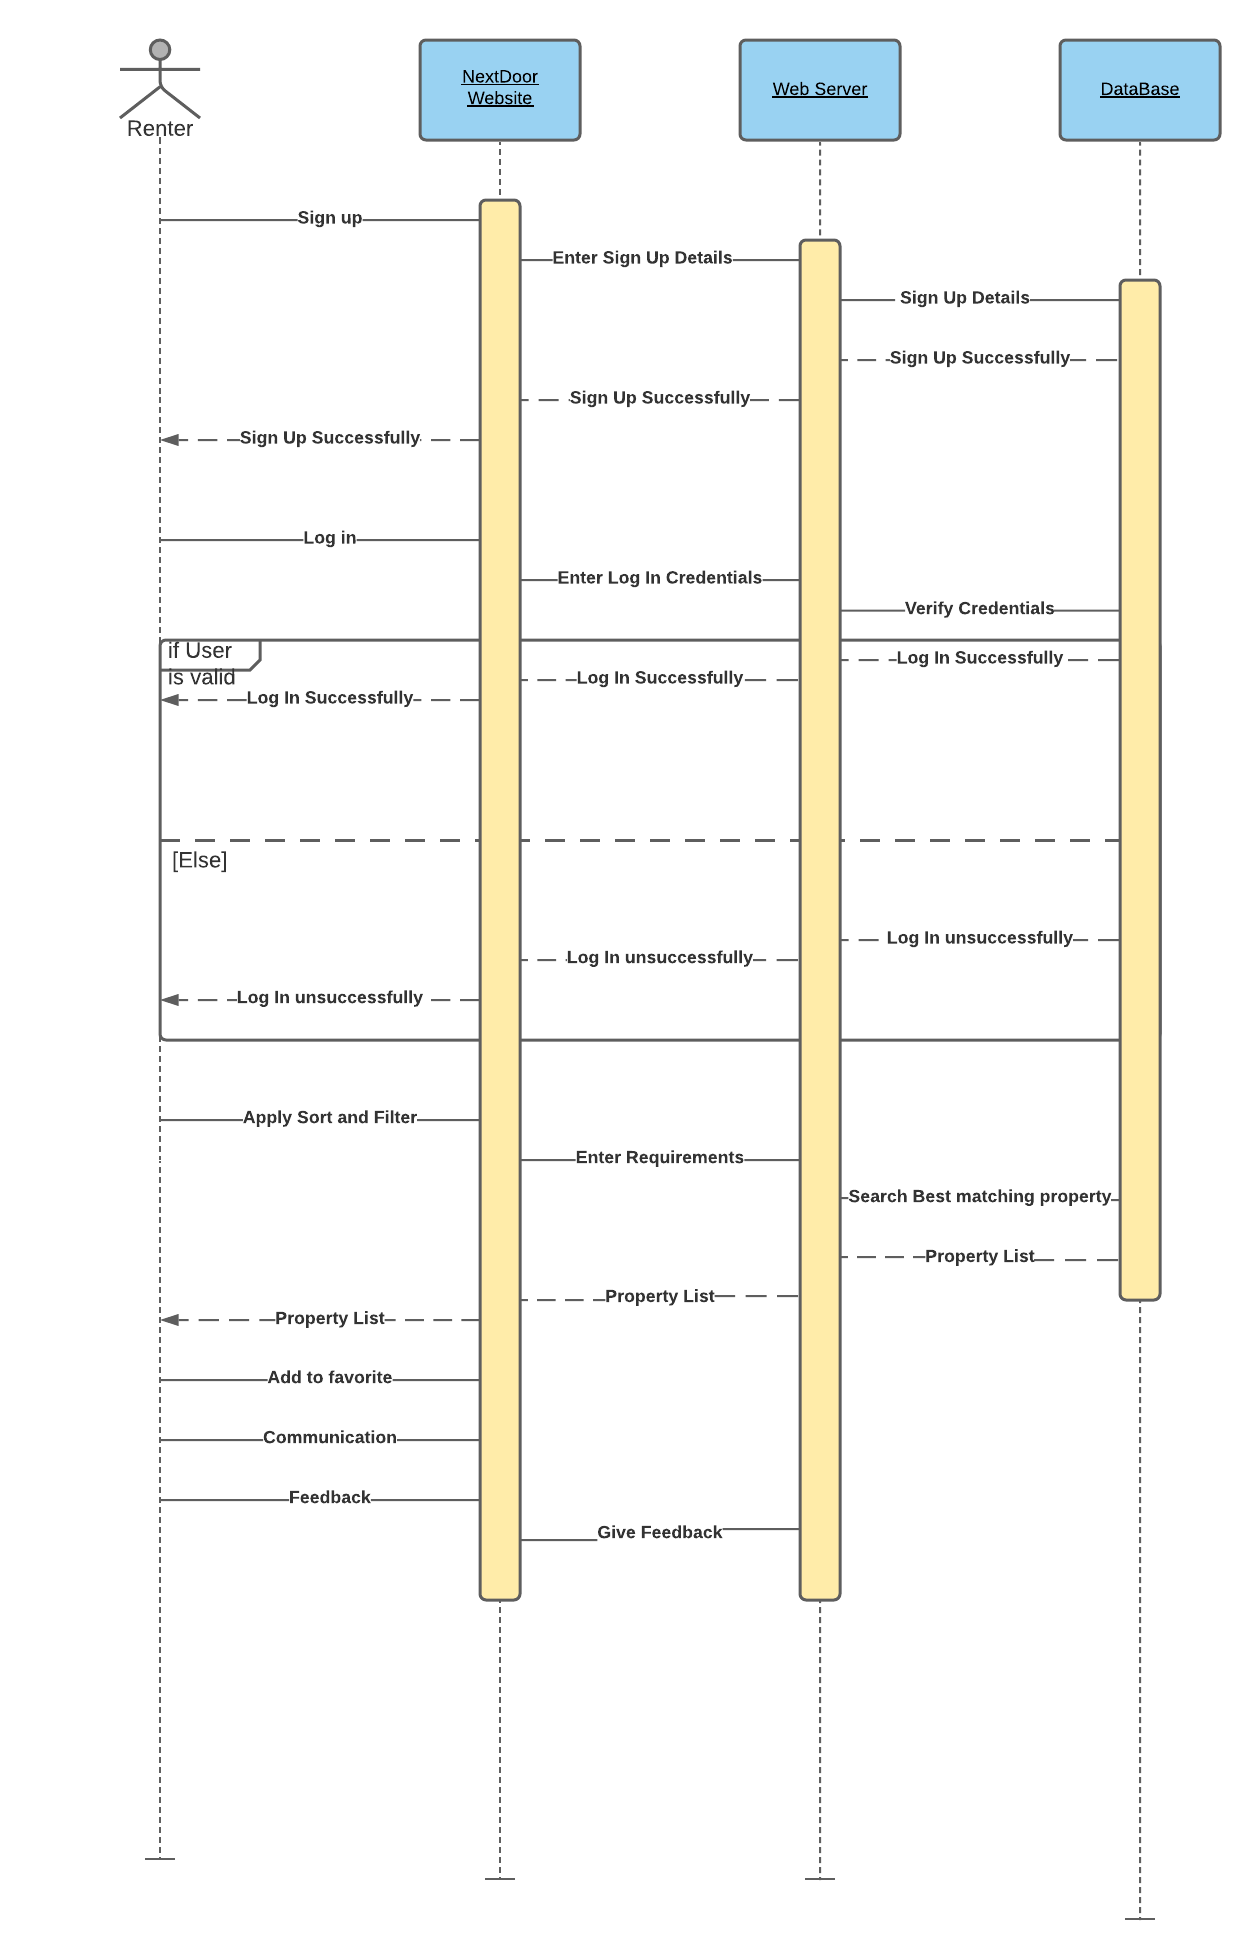 Renter
NextDoor
Website
Web Server
DataBase
Sign up
Enter Sign Up Details
Sign Up Details
Sign Up Successfully
Sign Up Successfully
Sign Up Successfully
Log in
Enter Log In Credentials
Verify Credentials
if User
is valid
Log In Successfully
Log In Successfully
Log In Successfully
[Else]
Log In unsuccessfully
Log In unsuccessfully
Log In unsuccessfully
Apply Sort and Filter
Enter Requirements
Search Best matching property
Property List
Property List
Property List
Add to favorite
Communication
Feedback
Give Feedback